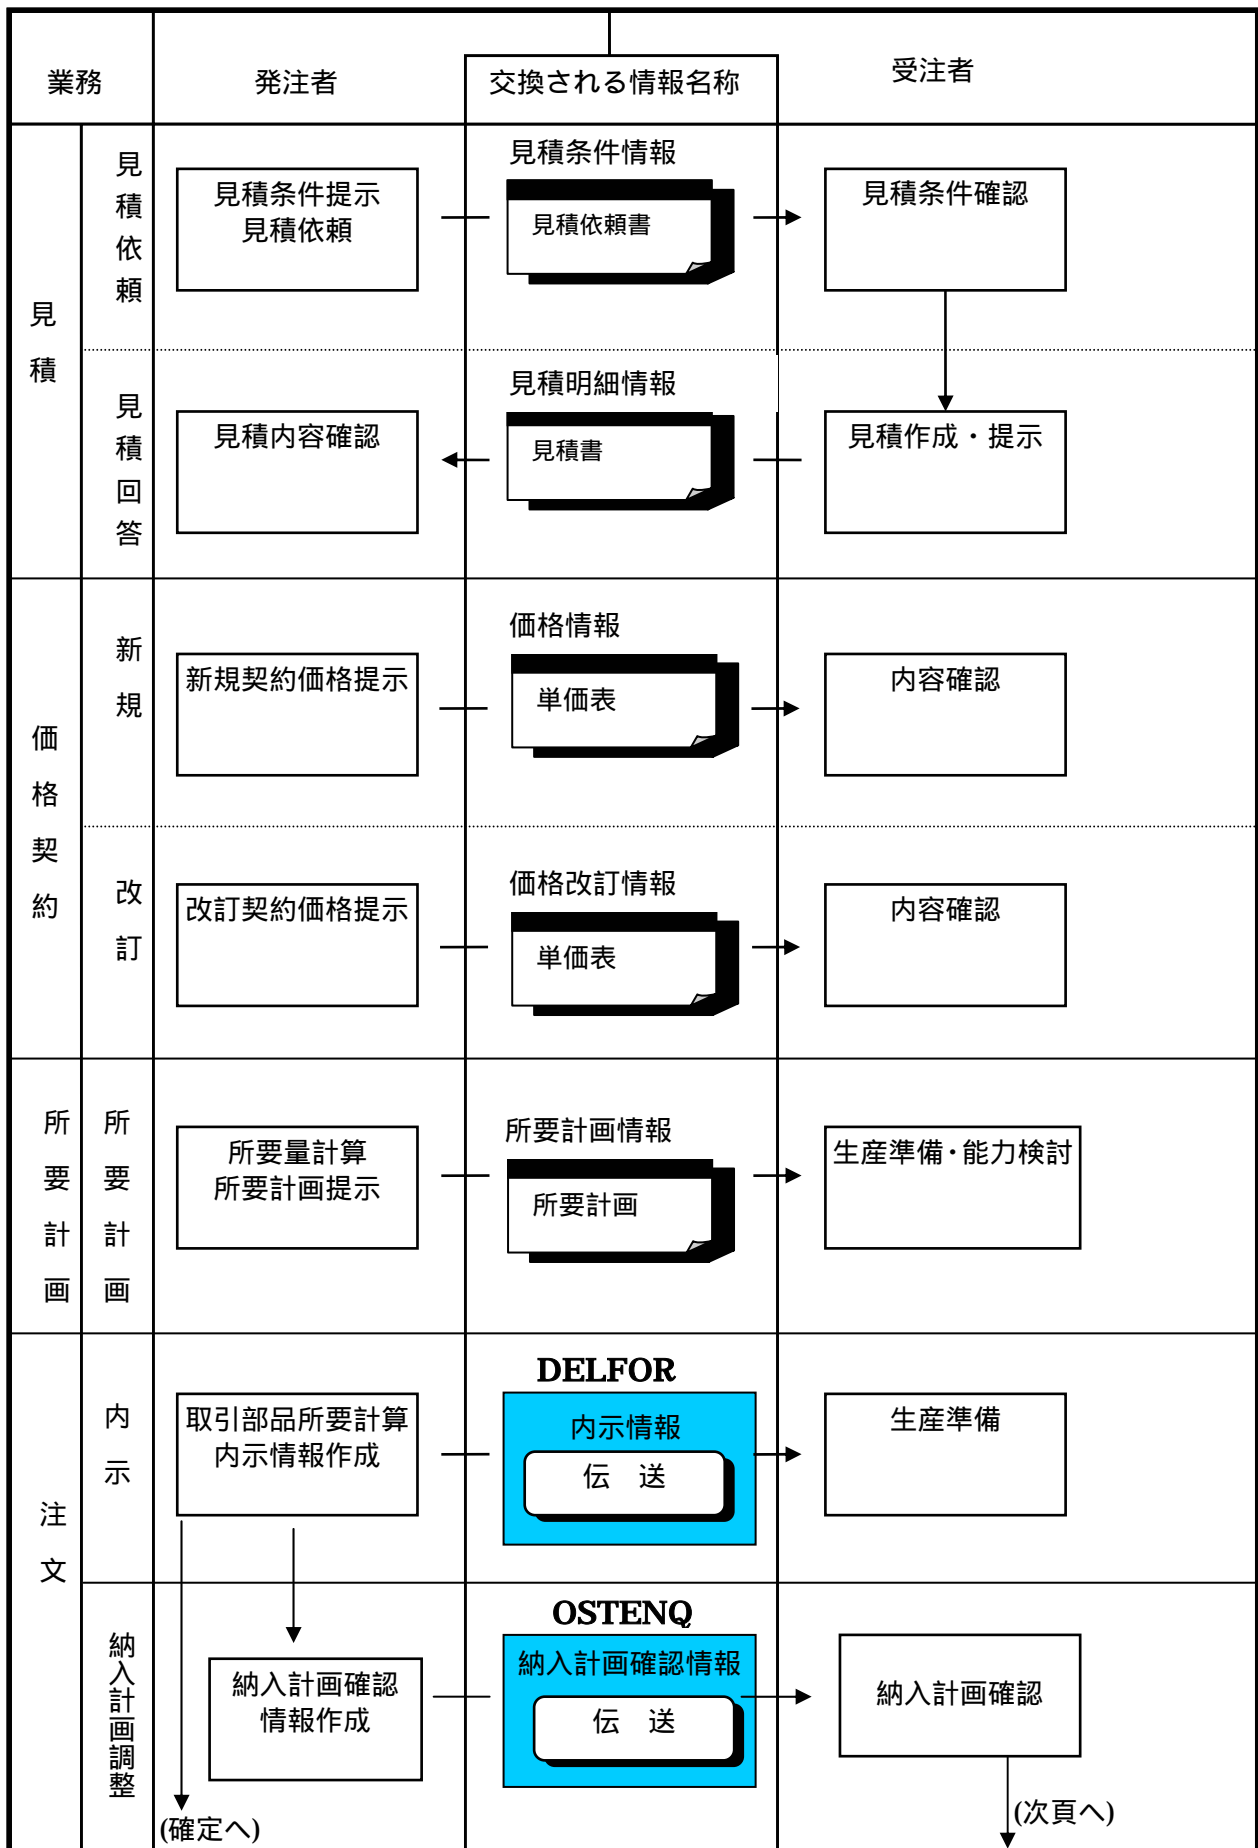 業務
発注者
交換される情報名称
受注者
見積
見積依頼
見積条件提示
見積依頼
見積条件情報
見積依頼書
見積条件確認
見積回答
見積内容確認
見積明細情報
見積書
見積作成・提示
価格契約
新規
新規契約価格提示
価格情報
単価表
内容確認
改訂
改訂契約価格提示
価格改訂情報
単価表
内容確認
所要計画
所要計画
所要量計算
所要計画提示
所要計画情報
所要計画
生産準備・能力検討
注文
内示
取引部品所要計算
内示情報作成
DELFOR
内示情報
伝　送
生産準備
納入計画調整
納入計画確認
情報作成
OSTENQ
納入計画確認情報
伝　送
納入計画確認
(確定へ)
(次頁へ)